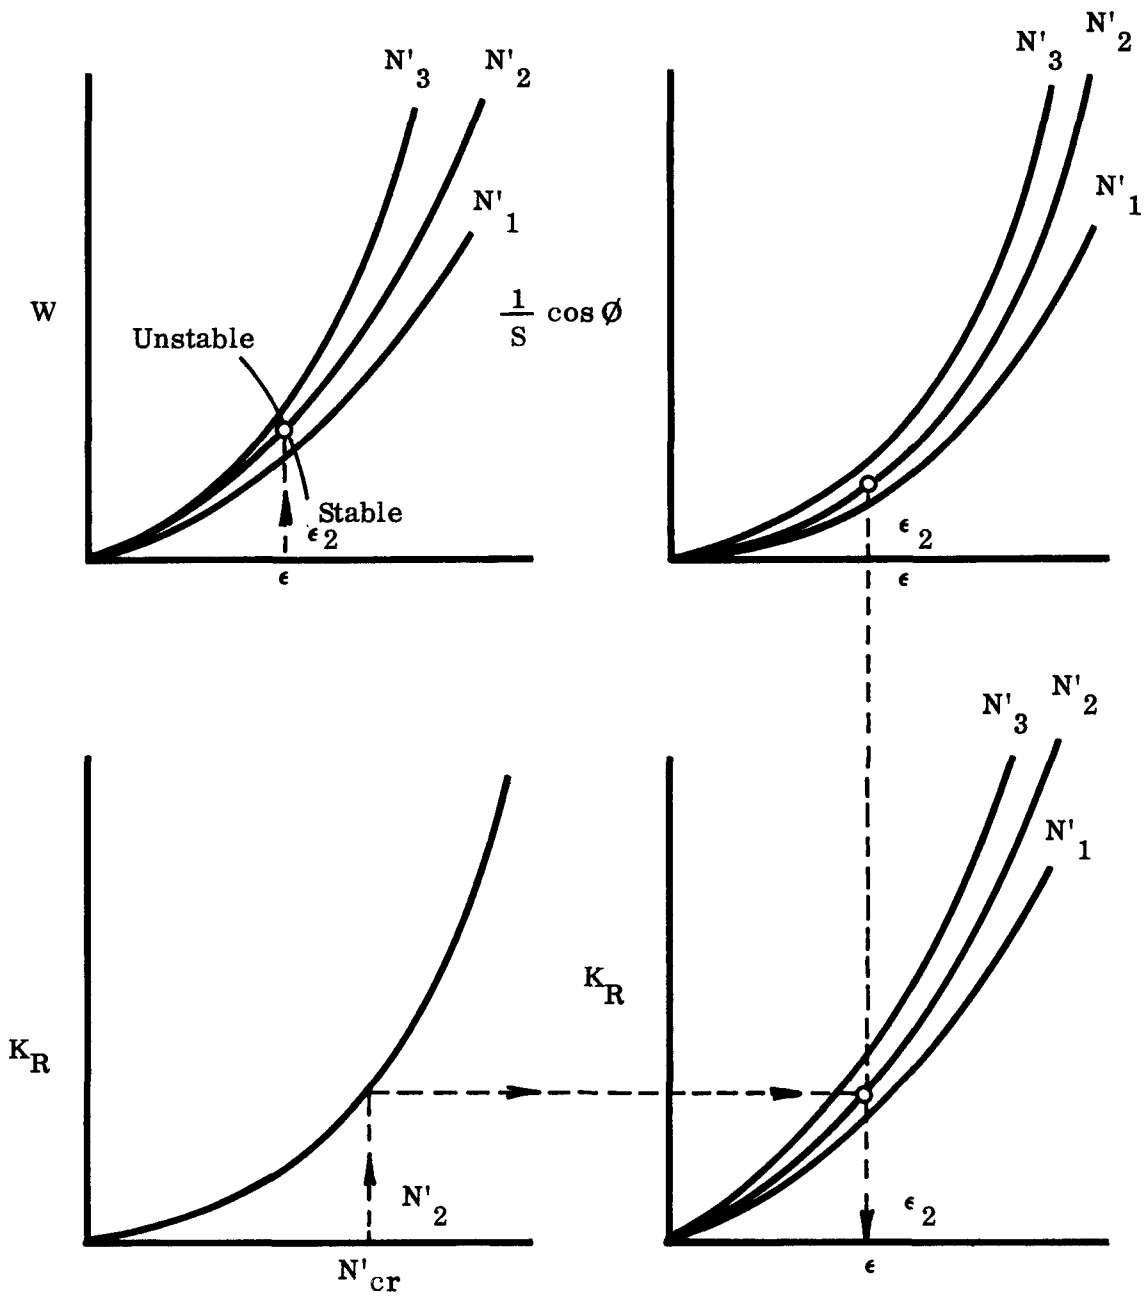 N'3
N'2
N'1
W
Unstable
Stable
ϵ2
ϵ
N'3
N'2
N'1
1/S cos Ø
ϵ2
ϵ
KR
N'2
N'cr
N'3
N'2
N'1
KR
ϵ2
ϵ